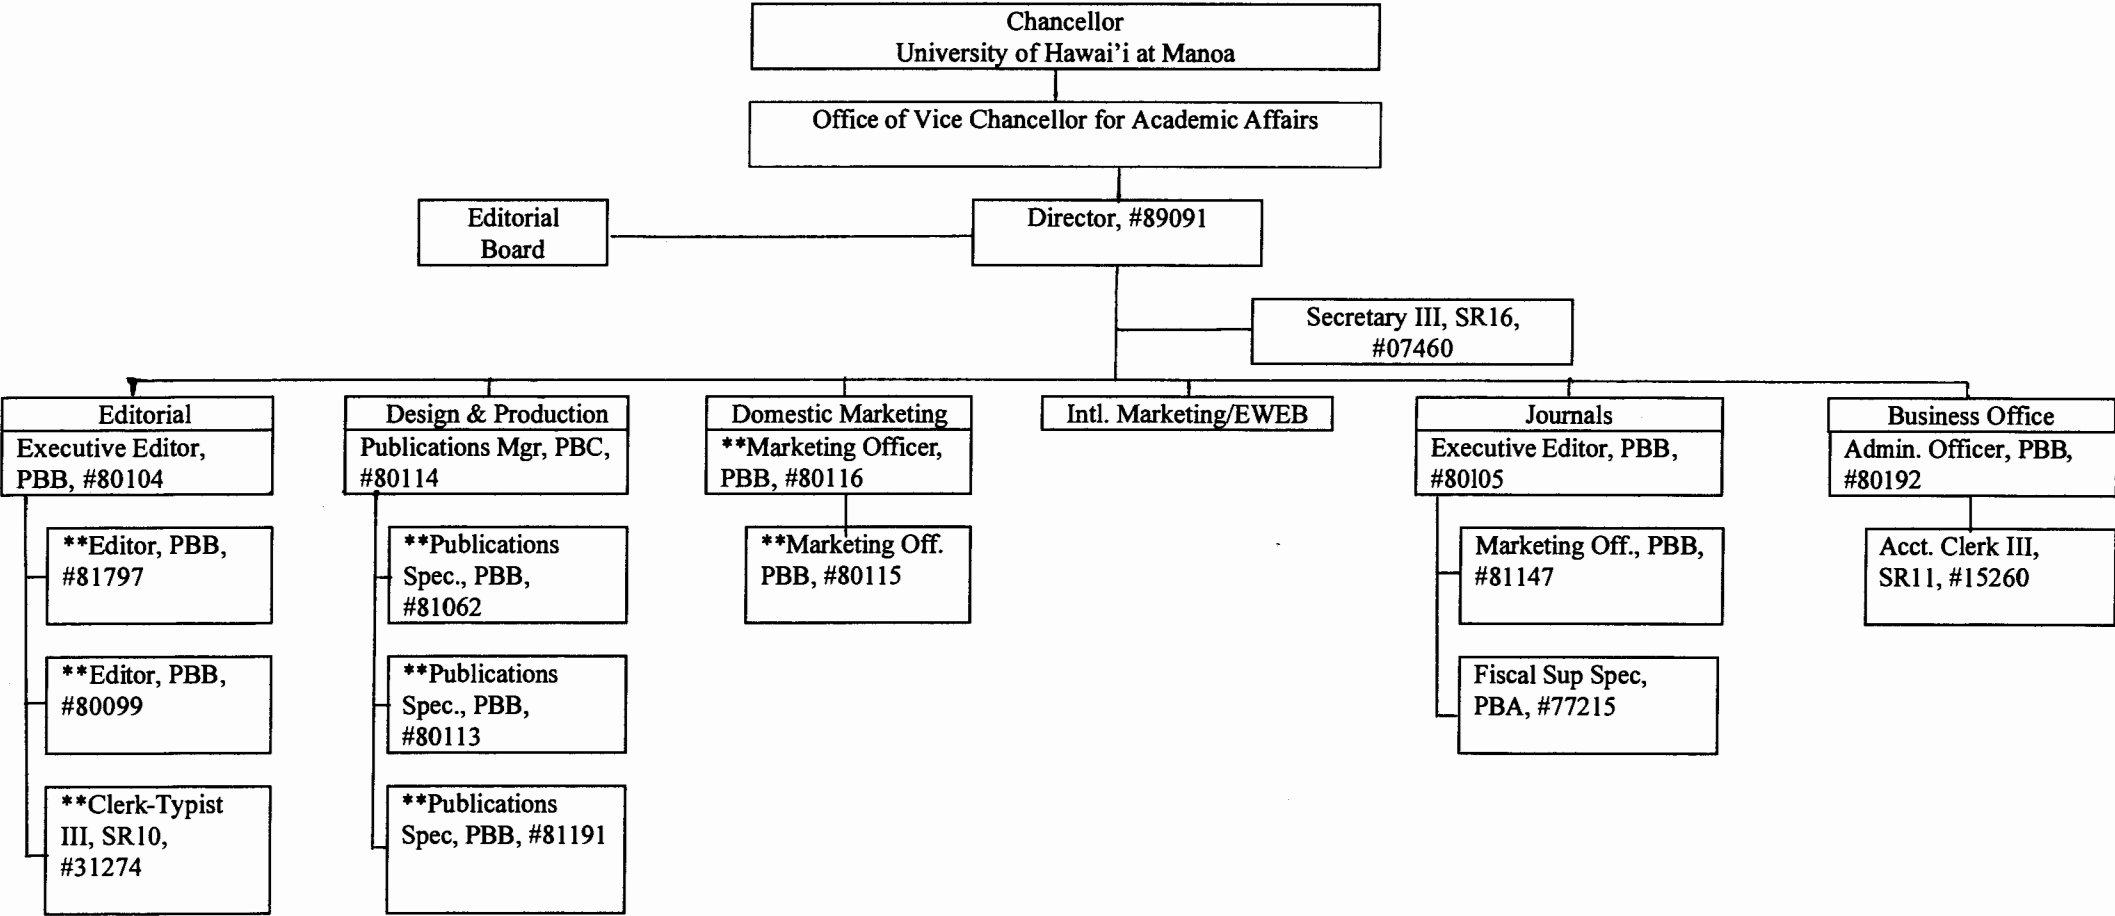 Chancellor
University of Hawai'i at Manoa
Office of Vice Chancellor for Academic Affairs
Editorial
Board
Director, #89091
Secretary III, SR16,
#07460
Editorial
Executive Editor,
PBB, #80104
**Editor, PBB,
#81797
**Editor, PBB,
#80099
**Clerk-Typist
III, SR10,
#31274
Design & Production
Publications Mgr, PBC,
#80114
**Publications
Spec., PBB,
#81062
**Publications
Spec., PBB,
#80113
**Publications
Spec, PBB, #81191
Domestic Marketing
**Marketing Officer,
PBB, #80116
**Marketing Off.
PBB, #80115
Intl. Marketing/EWEB
Journals
Executive Editor, PBB,
#80105
Marketing Off., PBB,
#81147
Fiscal Sup Spec,
PBA, #77215
Business Office
Admin. Officer, PBB,
#80192
Acct. Clerk III,
SR11, #15260